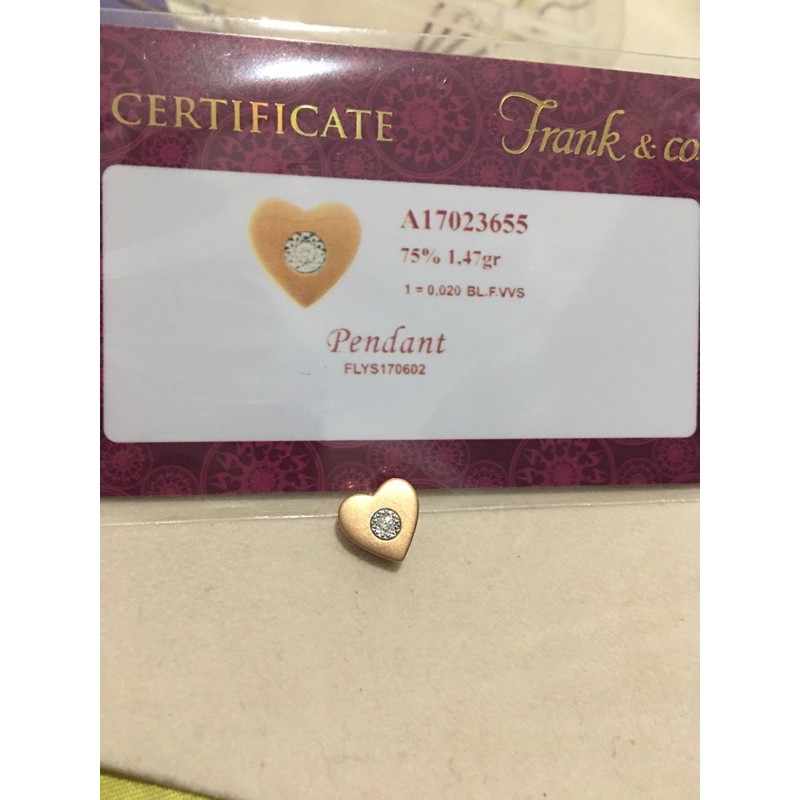 CERTIFICATE
Frank & co.
A17023655
75% 1.47gr
1 = 0.020 BL.F.VVS
Pendant
FLYS170602